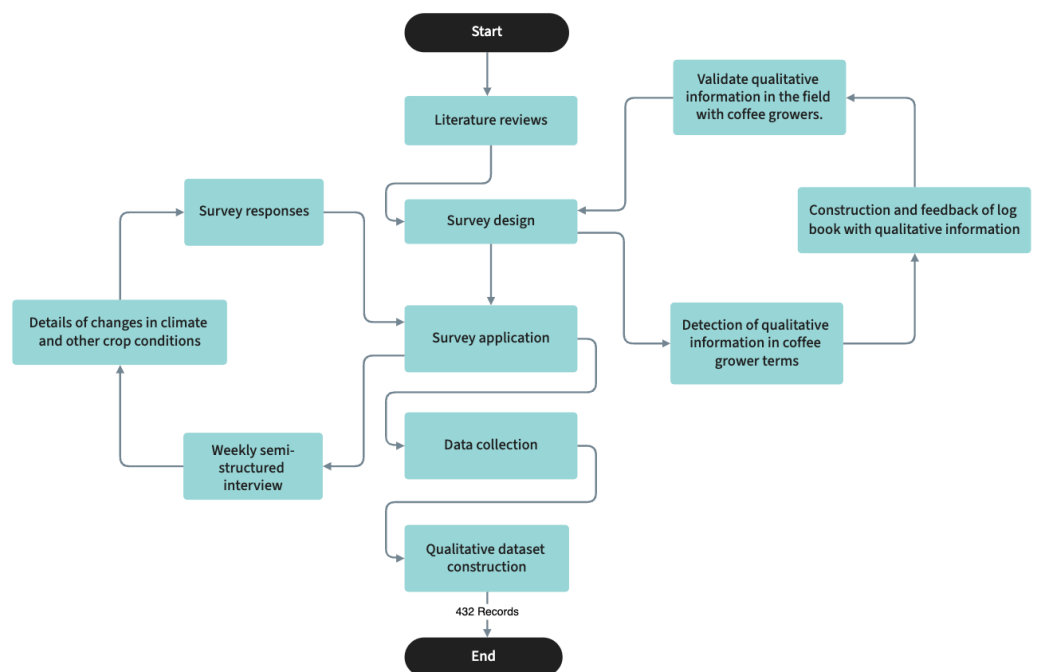 Start
Validate qualitative
information in the field
with coffee growers.
Literature reviews
Survey responses
Survey design
Construction and feedback of log
book with qualitative information
Details of changes in climate
and other crop conditions
Survey application
Detection of qualitative
information in coffee
grower terms
Weekly semi-
structured
interview
Data collection
Qualitative dataset
construction
432 Records
End